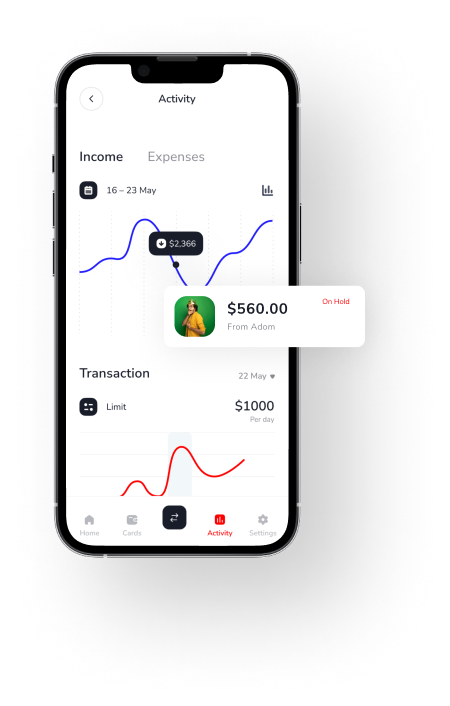 Activity
Income Expenses
16 – 23 May
$2,366
$560.00 On Hold
From Adom
Transaction 22 May
Limit $1000
Per day
Home Cards Activity Settings